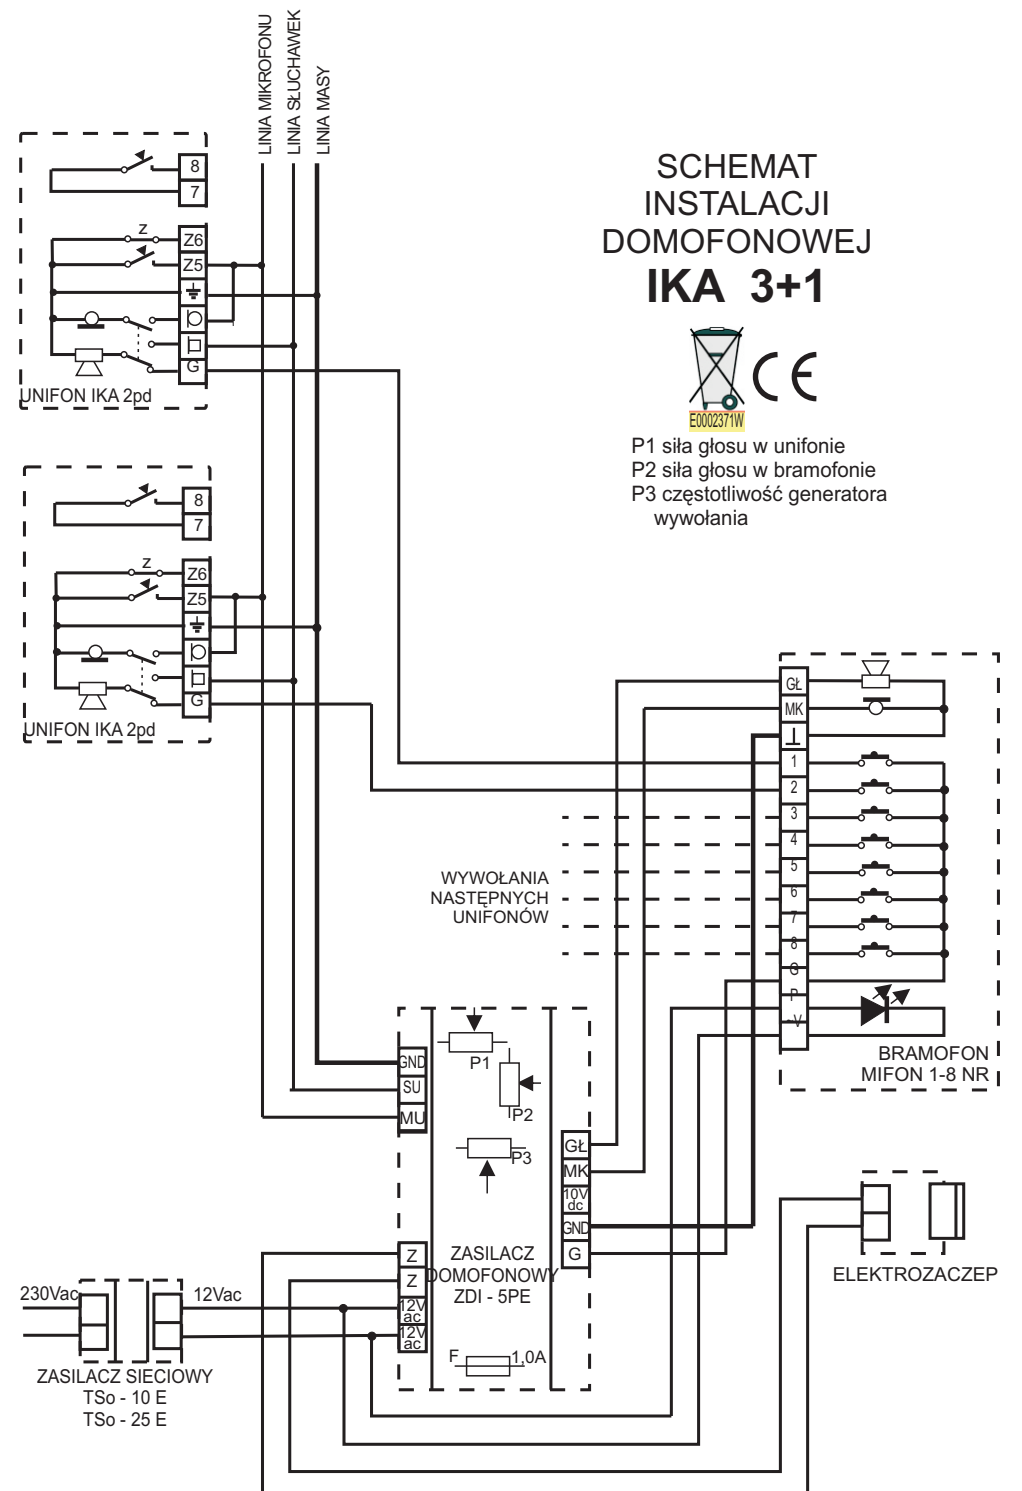 LINIA MIKROFONU
LINIA SŁUCHAWEK
LINIA MASY
8
7
Z
Z6
Z5
G
UNIFON IKA 2pd
8
7
Z
Z6
Z5
G
UNIFON IKA 2pd
SCHEMAT
INSTALACJI
DOMOFONOWEJ
IKA 3+1
CE
E0002371W
P1 siła głosu w unifonie
P2 siła głosu w bramofonie
P3 częstotliwość generatora
wywołania
GŁ
MK
1
2
3
4
5
6
7
8
G
P
~V
BRAMOFON
MIFON 1-8 NR
WYWOŁANIA
NASTĘPNYCH
UNIFONÓW
GND
SU
MU
P1
P2
P3
GŁ
MK
10V
dc
GND
G
Z
Z
12V
ac
12V
ac
ZASILACZ
DOMOFONOWY
ZDI - 5PE
F
1,0A
230Vac
12Vac
ZASILACZ SIECIOWY
TSo - 10 E
TSo - 25 E
ELEKTROZACZEP